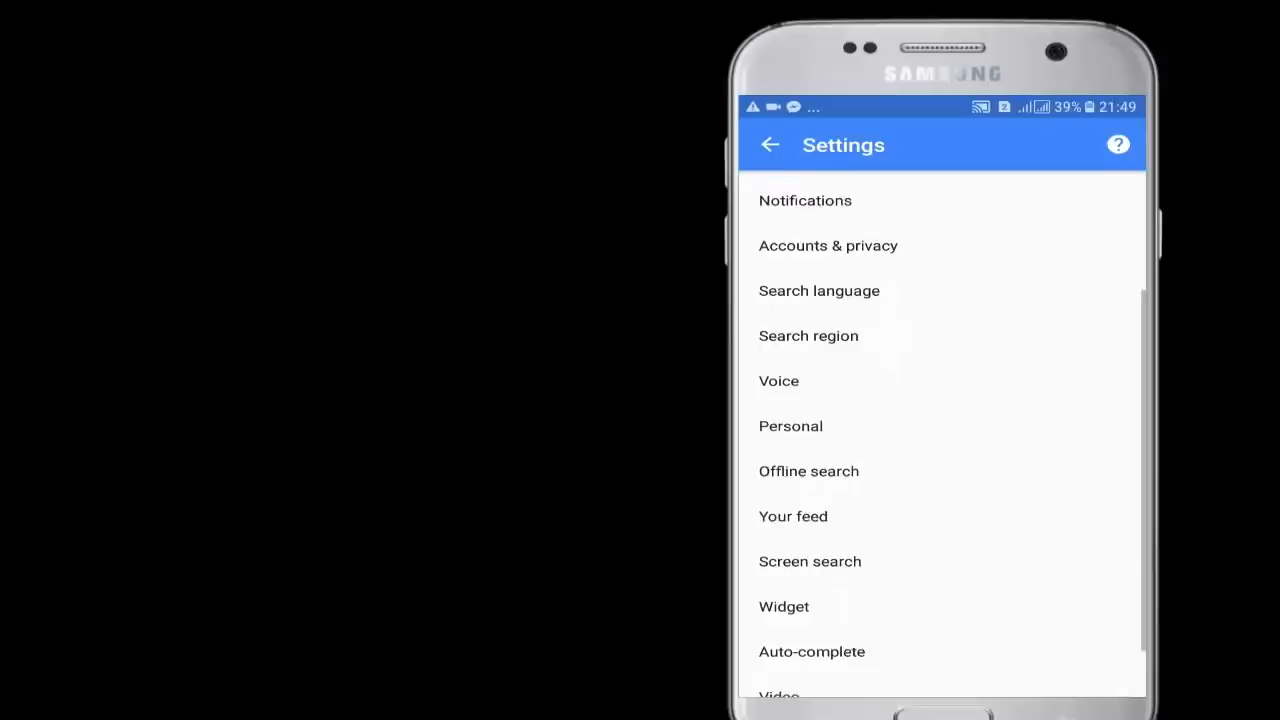 SAMSUNG
... 2 39% 21:49
Settings ?
Notifications
Accounts & privacy
Search language
Search region
Voice
Personal
Offline search
Your feed
Screen search
Widget
Auto-complete
Video